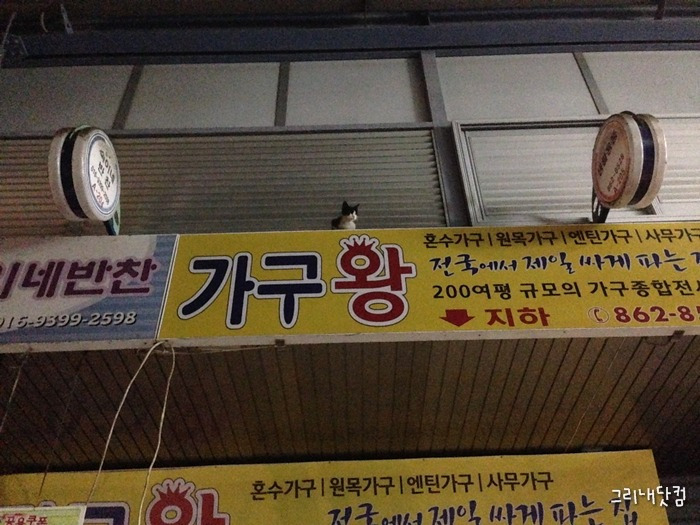 이네반찬
016-9399-2598
가구왕
혼수가구 | 원목가구 | 엔틴가구 | 사무가
전국에서 제일 싸게 파는
200여평 규모의 가구종합전시
지하
862-85
혼수가구 | 원목가구 | 엔틴가구 | 사무가구
전국에서 제일 싸게 파는 집
그리내닷컴